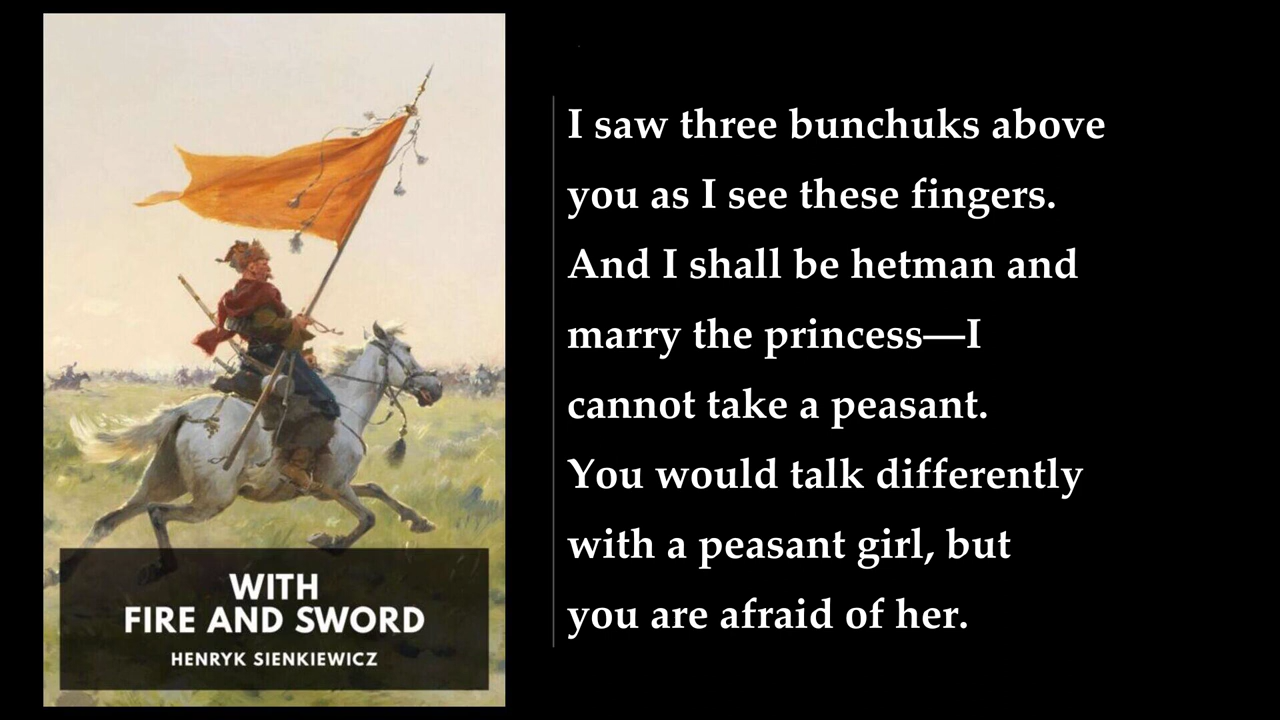 WITH
FIRE AND SWORD
HENRYK SIENKIEWICZ
I saw three bunchuks above
you as I see these fingers.
And I shall be hetman and
marry the princess—I
cannot take a peasant.
You would talk differently
with a peasant girl, but
you are afraid of her.